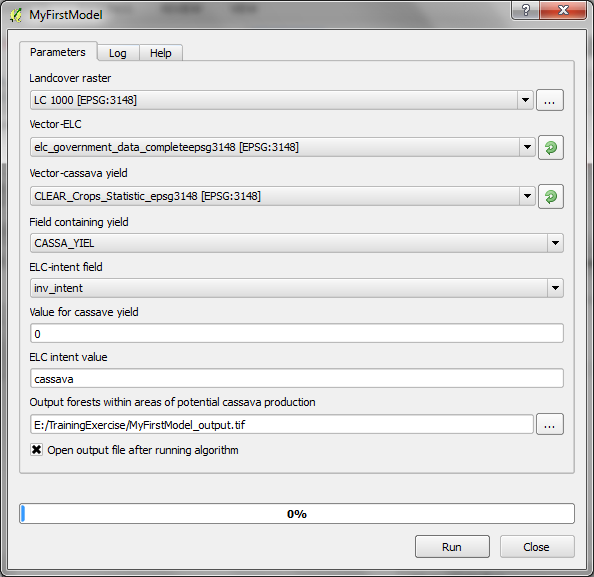 MyFirstModel
?
Parameters Log Help
Landcover raster
LC 1000 [EPSG:3148]
...
Vector-ELC
elc_government_data_completeepsg3148 [EPSG:3148]
Vector-cassava yield
CLEAR_Crops_Statistic_epsg3148 [EPSG:3148]
Field containing yield
CASSA_YIEL
ELC-intent field
inv_intent
Value for cassave yield
0
ELC intent value
cassava
Output forests within areas of potential cassava production
E:/TrainingExercise/MyFirstModel_output.tif
...
Open output file after running algorithm
0%
Run Close